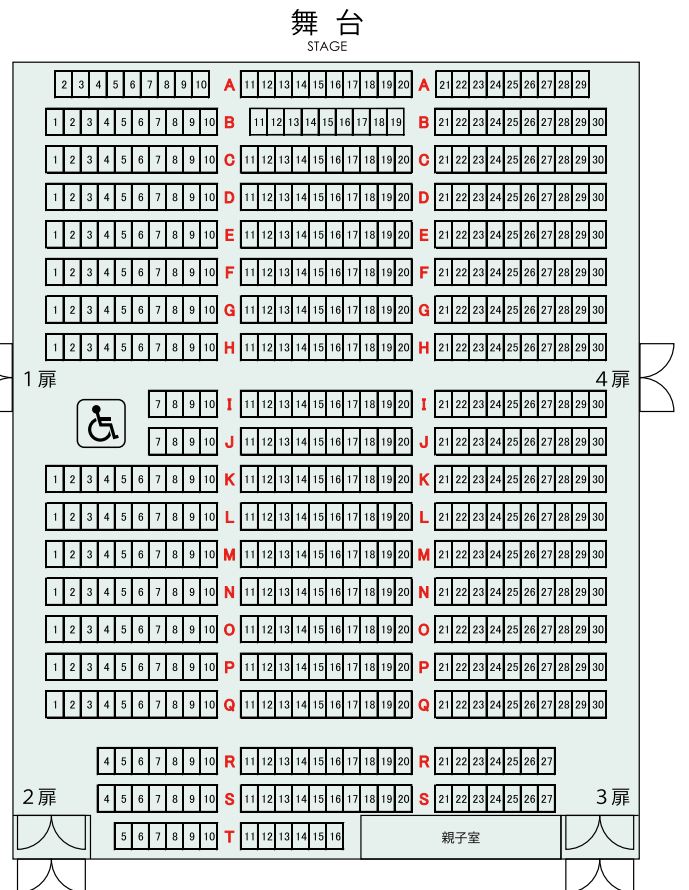 舞台
STAGE
2 3 4 5 6 7 8 9 10 A 11 12 13 14 15 16 17 18 19 20 A 21 22 23 24 25 26 27 28 29
1 2 3 4 5 6 7 8 9 10 B 11 12 13 14 15 16 17 18 19 B 21 22 23 24 25 26 27 28 29 30
1 2 3 4 5 6 7 8 9 10 C 11 12 13 14 15 16 17 18 19 20 C 21 22 23 24 25 26 27 28 29 30
1 2 3 4 5 6 7 8 9 10 D 11 12 13 14 15 16 17 18 19 20 D 21 22 23 24 25 26 27 28 29 30
1 2 3 4 5 6 7 8 9 10 E 11 12 13 14 15 16 17 18 19 20 E 21 22 23 24 25 26 27 28 29 30
1 2 3 4 5 6 7 8 9 10 F 11 12 13 14 15 16 17 18 19 20 F 21 22 23 24 25 26 27 28 29 30
1 2 3 4 5 6 7 8 9 10 G 11 12 13 14 15 16 17 18 19 20 G 21 22 23 24 25 26 27 28 29 30
1 2 3 4 5 6 7 8 9 10 H 11 12 13 14 15 16 17 18 19 20 H 21 22 23 24 25 26 27 28 29 30
1扉 4扉
7 8 9 10 I 11 12 13 14 15 16 17 18 19 20 I 21 22 23 24 25 26 27 28 29 30
7 8 9 10 J 11 12 13 14 15 16 17 18 19 20 J 21 22 23 24 25 26 27 28 29 30
1 2 3 4 5 6 7 8 9 10 K 11 12 13 14 15 16 17 18 19 20 K 21 22 23 24 25 26 27 28 29 30
1 2 3 4 5 6 7 8 9 10 L 11 12 13 14 15 16 17 18 19 20 L 21 22 23 24 25 26 27 28 29 30
1 2 3 4 5 6 7 8 9 10 M 11 12 13 14 15 16 17 18 19 20 M 21 22 23 24 25 26 27 28 29 30
1 2 3 4 5 6 7 8 9 10 N 11 12 13 14 15 16 17 18 19 20 N 21 22 23 24 25 26 27 28 29 30
1 2 3 4 5 6 7 8 9 10 O 11 12 13 14 15 16 17 18 19 20 O 21 22 23 24 25 26 27 28 29 30
1 2 3 4 5 6 7 8 9 10 P 11 12 13 14 15 16 17 18 19 20 P 21 22 23 24 25 26 27 28 29 30
1 2 3 4 5 6 7 8 9 10 Q 11 12 13 14 15 16 17 18 19 20 Q 21 22 23 24 25 26 27 28 29 30
4 5 6 7 8 9 10 R 11 12 13 14 15 16 17 18 19 20 R 21 22 23 24 25 26 27
2扉 4 5 6 7 8 9 10 S 11 12 13 14 15 16 17 18 19 20 S 21 22 23 24 25 26 27 3扉
5 6 7 8 9 10 T 11 12 13 14 15 16 親子室